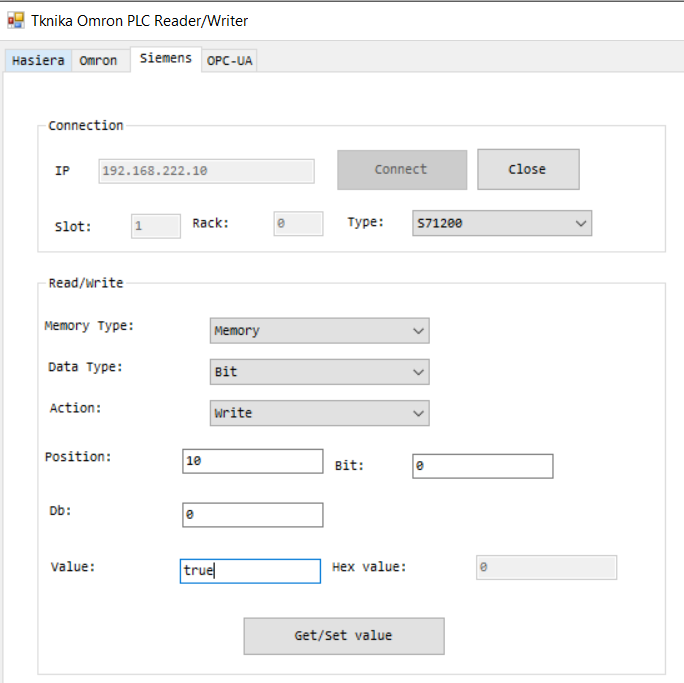 Tknika Omron PLC Reader/Writer
Hasiera Omron Siemens OPC-UA
Connection
IP 192.168.222.10 Connect Close
Slot: 1 Rack: 0 Type: S71200
Read/Write
Memory Type: Memory
Data Type: Bit
Action: Write
Position: 10 Bit: 0
Db: 0
Value: true Hex value: 0
Get/Set value